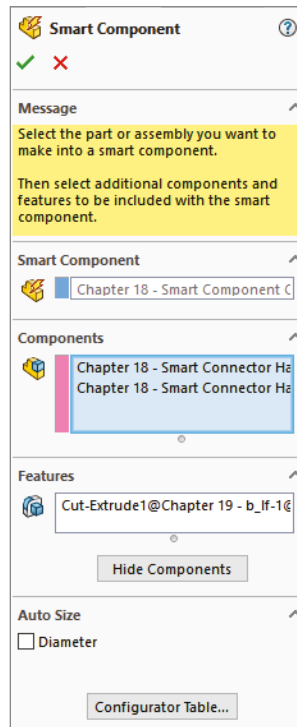 Smart Component
Message
Select the part or assembly you want to
make into a smart component.
Then select additional components and
features to be included with the smart
component.
Smart Component
Chapter 18 - Smart Component C
Components
Chapter 18 - Smart Connector Ha
Chapter 18 - Smart Connector Ha
Features
Cut-Extrude1@Chapter 19 - b_lf-1@
Hide Components
Auto Size
Diameter
Configurator Table...